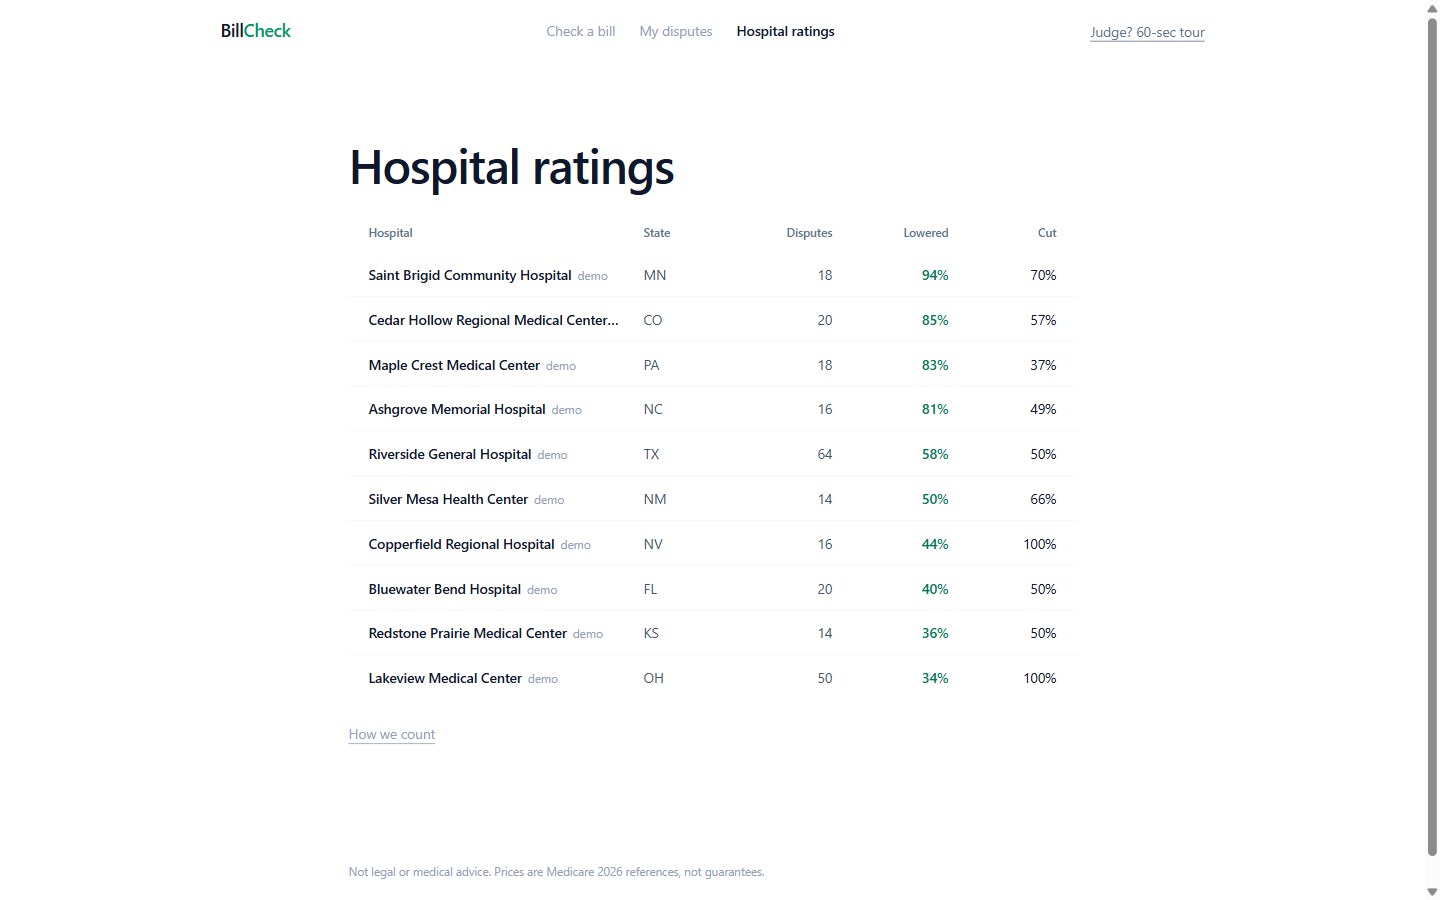 BillCheck Check a bill My disputes Hospital ratings Judge? 60-sec tour
Hospital ratings
Hospital State Disputes Lowered Cut
Saint Brigid Community Hospital demo MN 18 94% 70%
Cedar Hollow Regional Medical Center... CO 20 85% 57%
Maple Crest Medical Center demo PA 18 83% 37%
Ashgrove Memorial Hospital demo NC 16 81% 49%
Riverside General Hospital demo TX 64 58% 50%
Silver Mesa Health Center demo NM 14 50% 66%
Copperfield Regional Hospital demo NV 16 44% 100%
Bluewater Bend Hospital demo FL 20 40% 50%
Redstone Prairie Medical Center demo KS 14 36% 50%
Lakeview Medical Center demo OH 50 34% 100%
How we count
Not legal or medical advice. Prices are Medicare 2026 references, not guarantees.